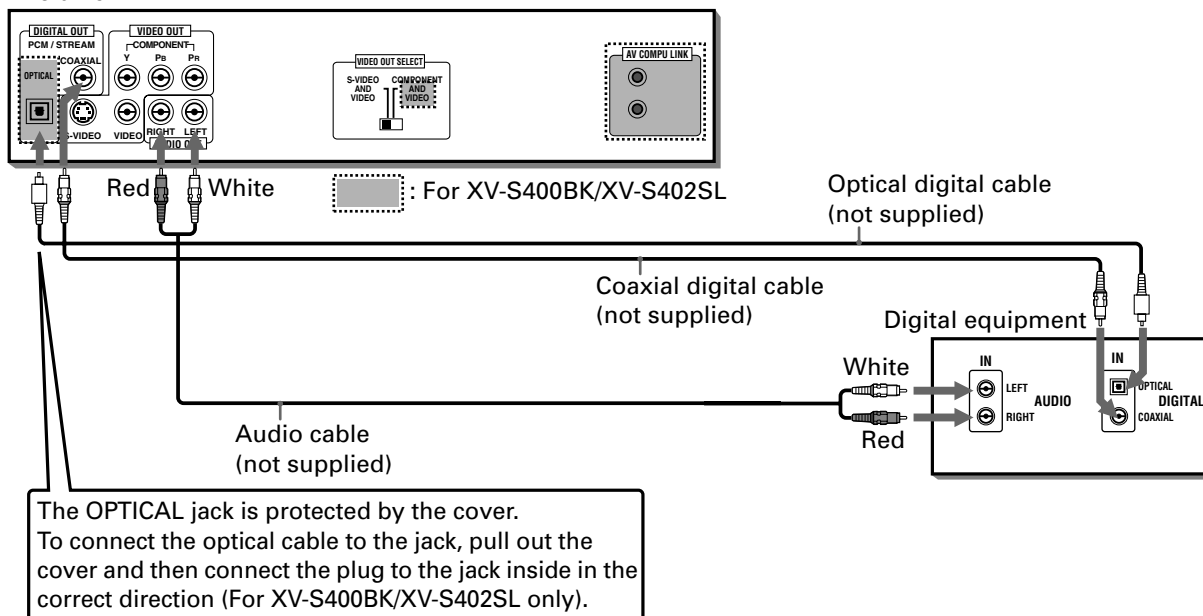 DIGITAL OUT
PCM / STREAM
COAXIAL
OPTICAL
S-VIDEO
VIDEO OUT
COMPONENT
Y PB PR
VIDEO
RIGHT LEFT
AUDIO OUT
VIDEO OUT SELECT
S-VIDEO
AND
VIDEO
COMPONENT
AND
VIDEO
AV COMPU LINK
Red
White
: For XV-S400BK/XV-S402SL
Optical digital cable
(not supplied)
Coaxial digital cable
(not supplied)
Digital equipment
White
Red
IN
LEFT
RIGHT
AUDIO
IN
OPTICAL
COAXIAL
DIGITAL
Audio cable
(not supplied)
The OPTICAL jack is protected by the cover.
To connect the optical cable to the jack, pull out the
cover and then connect the plug to the jack inside in the
correct direction (For XV-S400BK/XV-S402SL only).